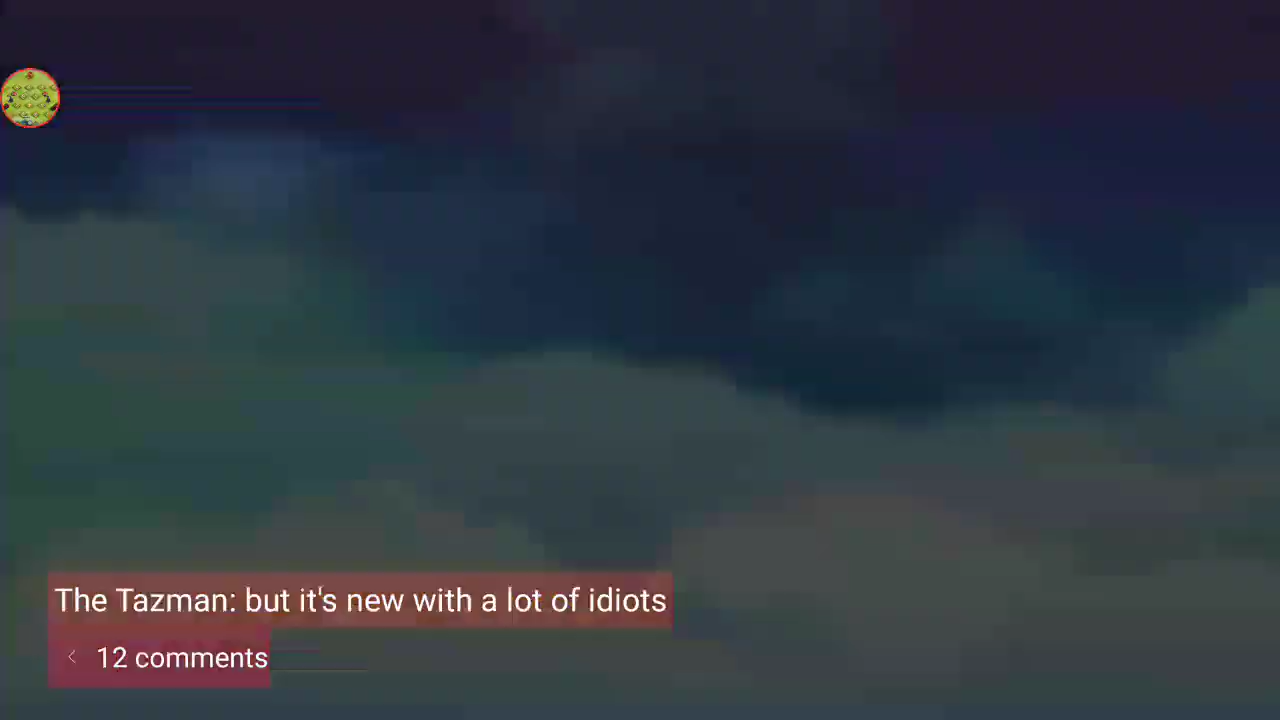 The Tazman: but it's new with a lot of idiots
< 12 comments